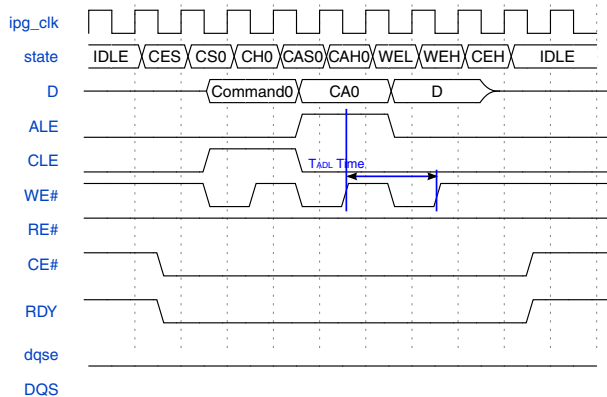 ipg_clk
state IDLE CES CS0 CH0 CAS0 CAH0 WEL WEH CEH IDLE
D Command0 CA0 D
ALE
CLE TADL Time
WE#
RE#
CE#
RDY
dqse
DQS